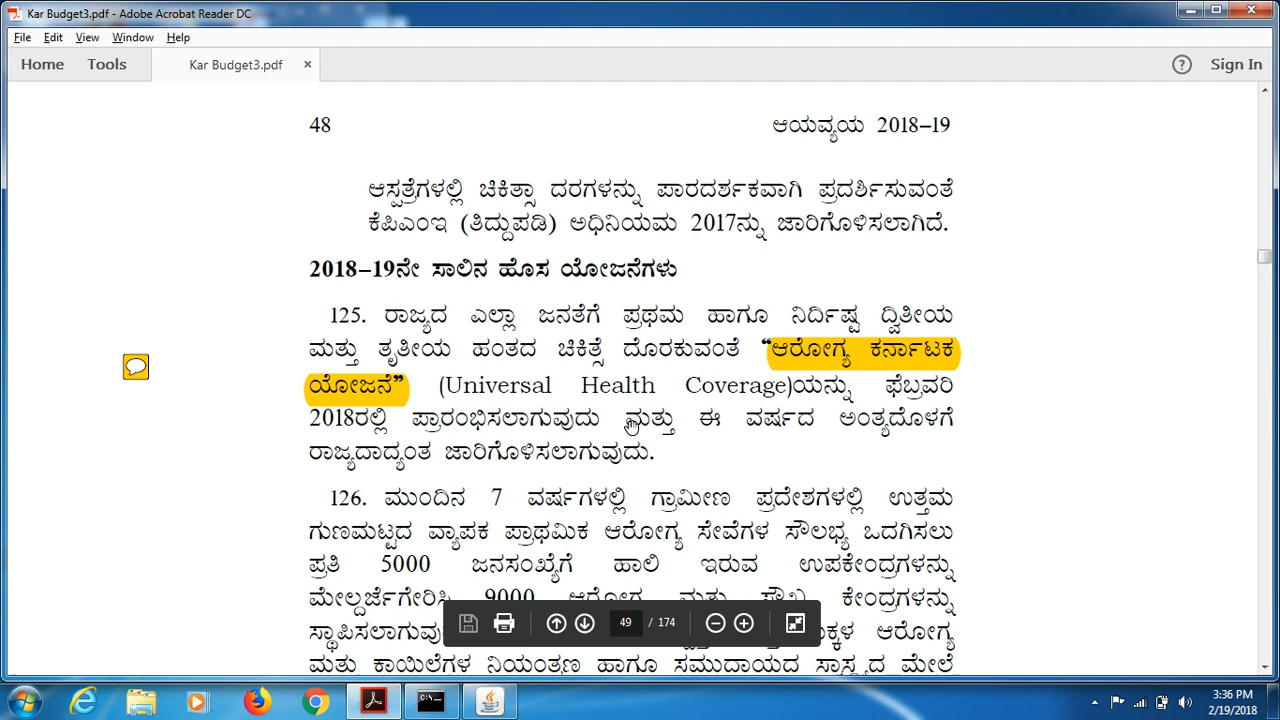 Kar Budget3.pdf - Adobe Acrobat Reader DC
File Edit View Window Help
Home Tools Kar Budget3.pdf × ? Sign In
48 ಆಯವ್ಯಯ 2018–19
ಆಸ್ಪತ್ರೆಗಳಲ್ಲಿ ಚಿಕಿತ್ಸಾ ದರಗಳನ್ನು ಪಾರದರ್ಶಕವಾಗಿ ಪ್ರದರ್ಶಿಸುವಂತೆ
ಕೆಪಿಎಂಇ (ತಿದ್ದುಪಡಿ) ಅಧಿನಿಯಮ 2017ನ್ನು ಜಾರಿಗೊಳಿಸಲಾಗಿದೆ.
2018–19ನೇ ಸಾಲಿನ ಹೊಸ ಯೋಜನೆಗಳು
125. ರಾಜ್ಯದ ಎಲ್ಲಾ ಜನತೆಗೆ ಪ್ರಥಮ ಹಾಗೂ ನಿರ್ದಿಷ್ಟ ದ್ವಿತೀಯ
ಮತ್ತು ತೃತೀಯ ಹಂತದ ಚಿಕಿತ್ಸೆ ದೊರಕುವಂತೆ “ಆರೋಗ್ಯ ಕರ್ನಾಟಕ
ಯೋಜನೆ” (Universal Health Coverage)ಯನ್ನು ಫೆಬ್ರವರಿ
2018ರಲ್ಲಿ ಪ್ರಾರಂಭಿಸಲಾಗುವುದು ಮತ್ತು ಈ ವರ್ಷದ ಅಂತ್ಯದೊಳಗೆ
ರಾಜ್ಯದಾದ್ಯಂತ ಜಾರಿಗೊಳಿಸಲಾಗುವುದು.
126. ಮುಂದಿನ 7 ವರ್ಷಗಳಲ್ಲಿ ಗ್ರಾಮೀಣ ಪ್ರದೇಶಗಳಲ್ಲಿ ಉತ್ತಮ
ಗುಣಮಟ್ಟದ ವ್ಯಾಪಕ ಪ್ರಾಥಮಿಕ ಆರೋಗ್ಯ ಸೇವೆಗಳ ಸೌಲಭ್ಯ ಒದಗಿಸಲು
ಪ್ರತಿ 5000 ಜನಸಂಖ್ಯೆಗೆ ಹಾಲಿ ಇರುವ ಉಪಕೇಂದ್ರಗಳನ್ನು
ಮೇಲ್ದರ್ಜೆಗೇರಿಸಿ 9000 ಆರೋಗ್ಯ ಮತ್ತು ಸೌಖ್ಯ ಕೇಂದ್ರಗಳನ್ನು
ಆರೋಗ್ಯ
ಮತ್ತು ಕಾಯಿಲೆಗಳ ನಿಯಂತ್ರಣ ಹಾಗೂ ಸಮುದಾಯದ ಸ್ವಾಸ್ಥ್ಯದ ಮೇಲೆ
49 / 174
3:36 PM
2/19/2018